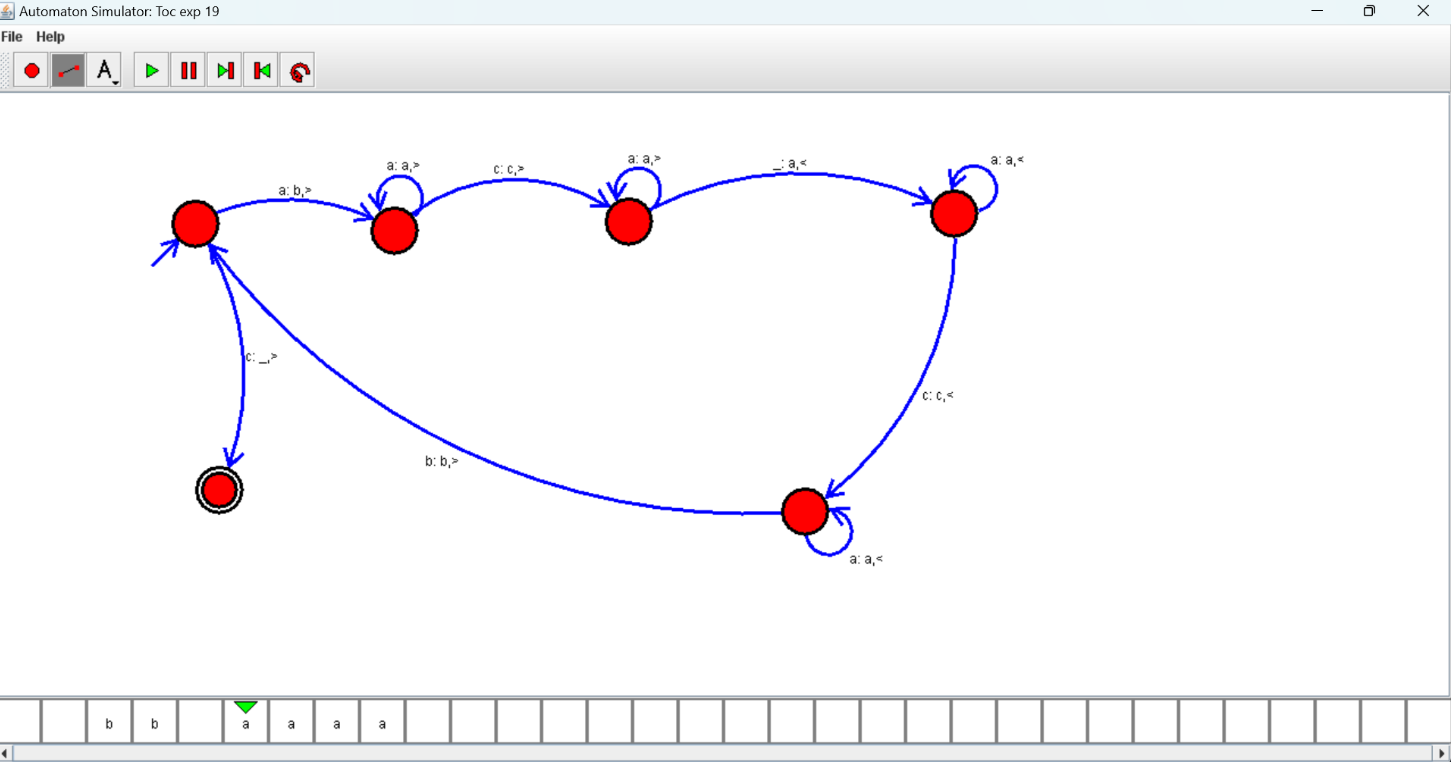 Automaton Simulator: Toc exp 19
File Help
A
a: a,>
c: c,>
a: a,>
_: a,<
a: a,<
a: b,>
c: _,>
c: c,<
b: b,>
a: a,<
b b a a a a